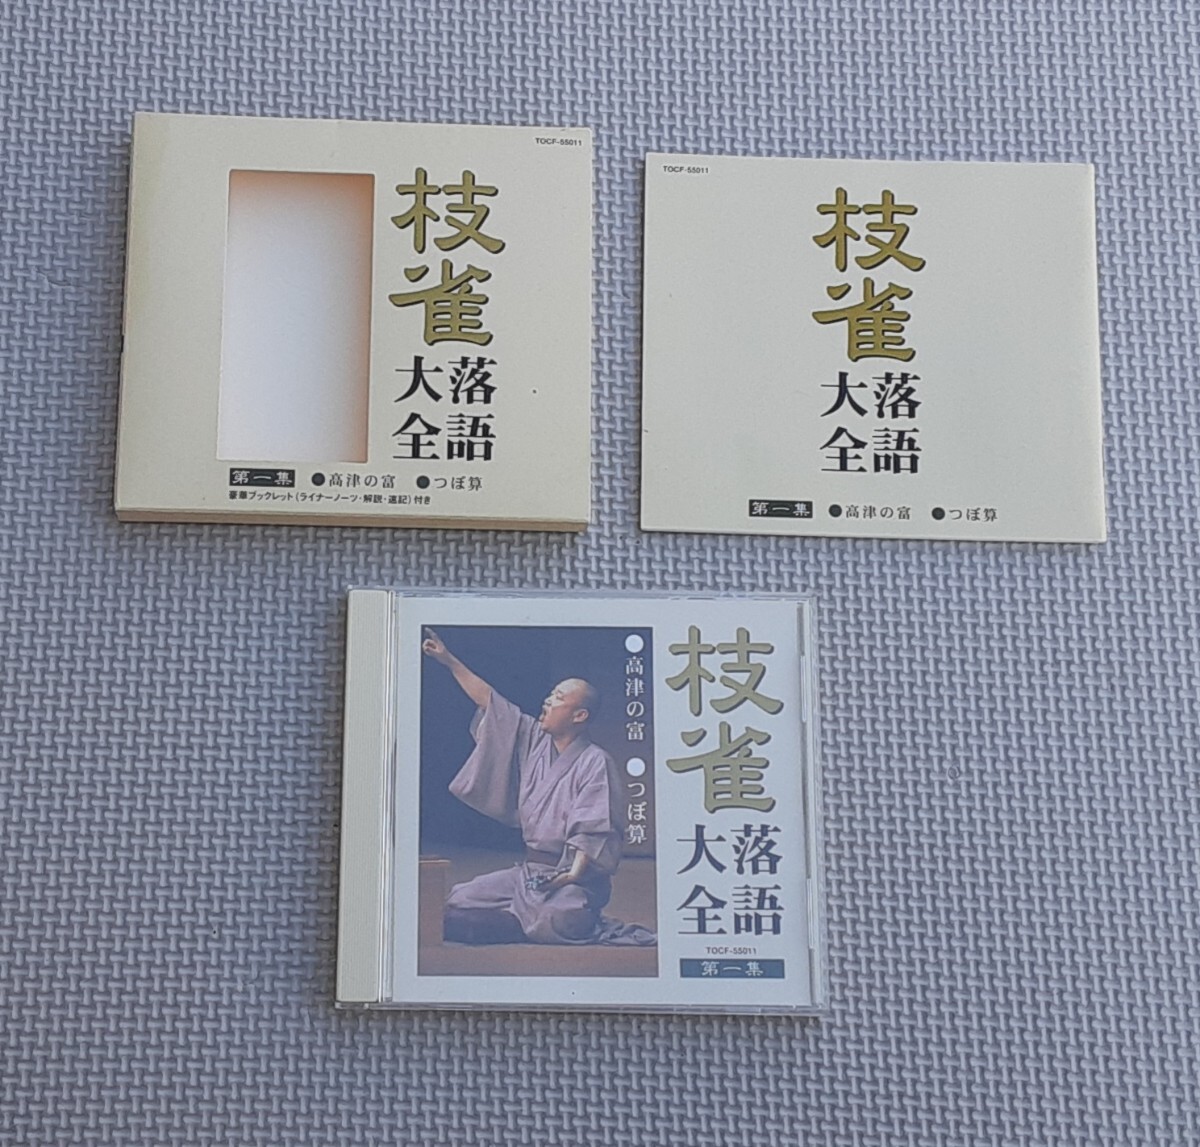 TOCF-55011
枝雀
落語
大全
第一集 ●高津の富 ●つぼ算
豪華ブックレット(ライナーノーツ・解説・速記)付き
TOCF-55011
枝雀
落語
大全
第一集 ●高津の富 ●つぼ算
枝雀
落語
大全
●高津の富 ●つぼ算
TOCF-55011
第一集